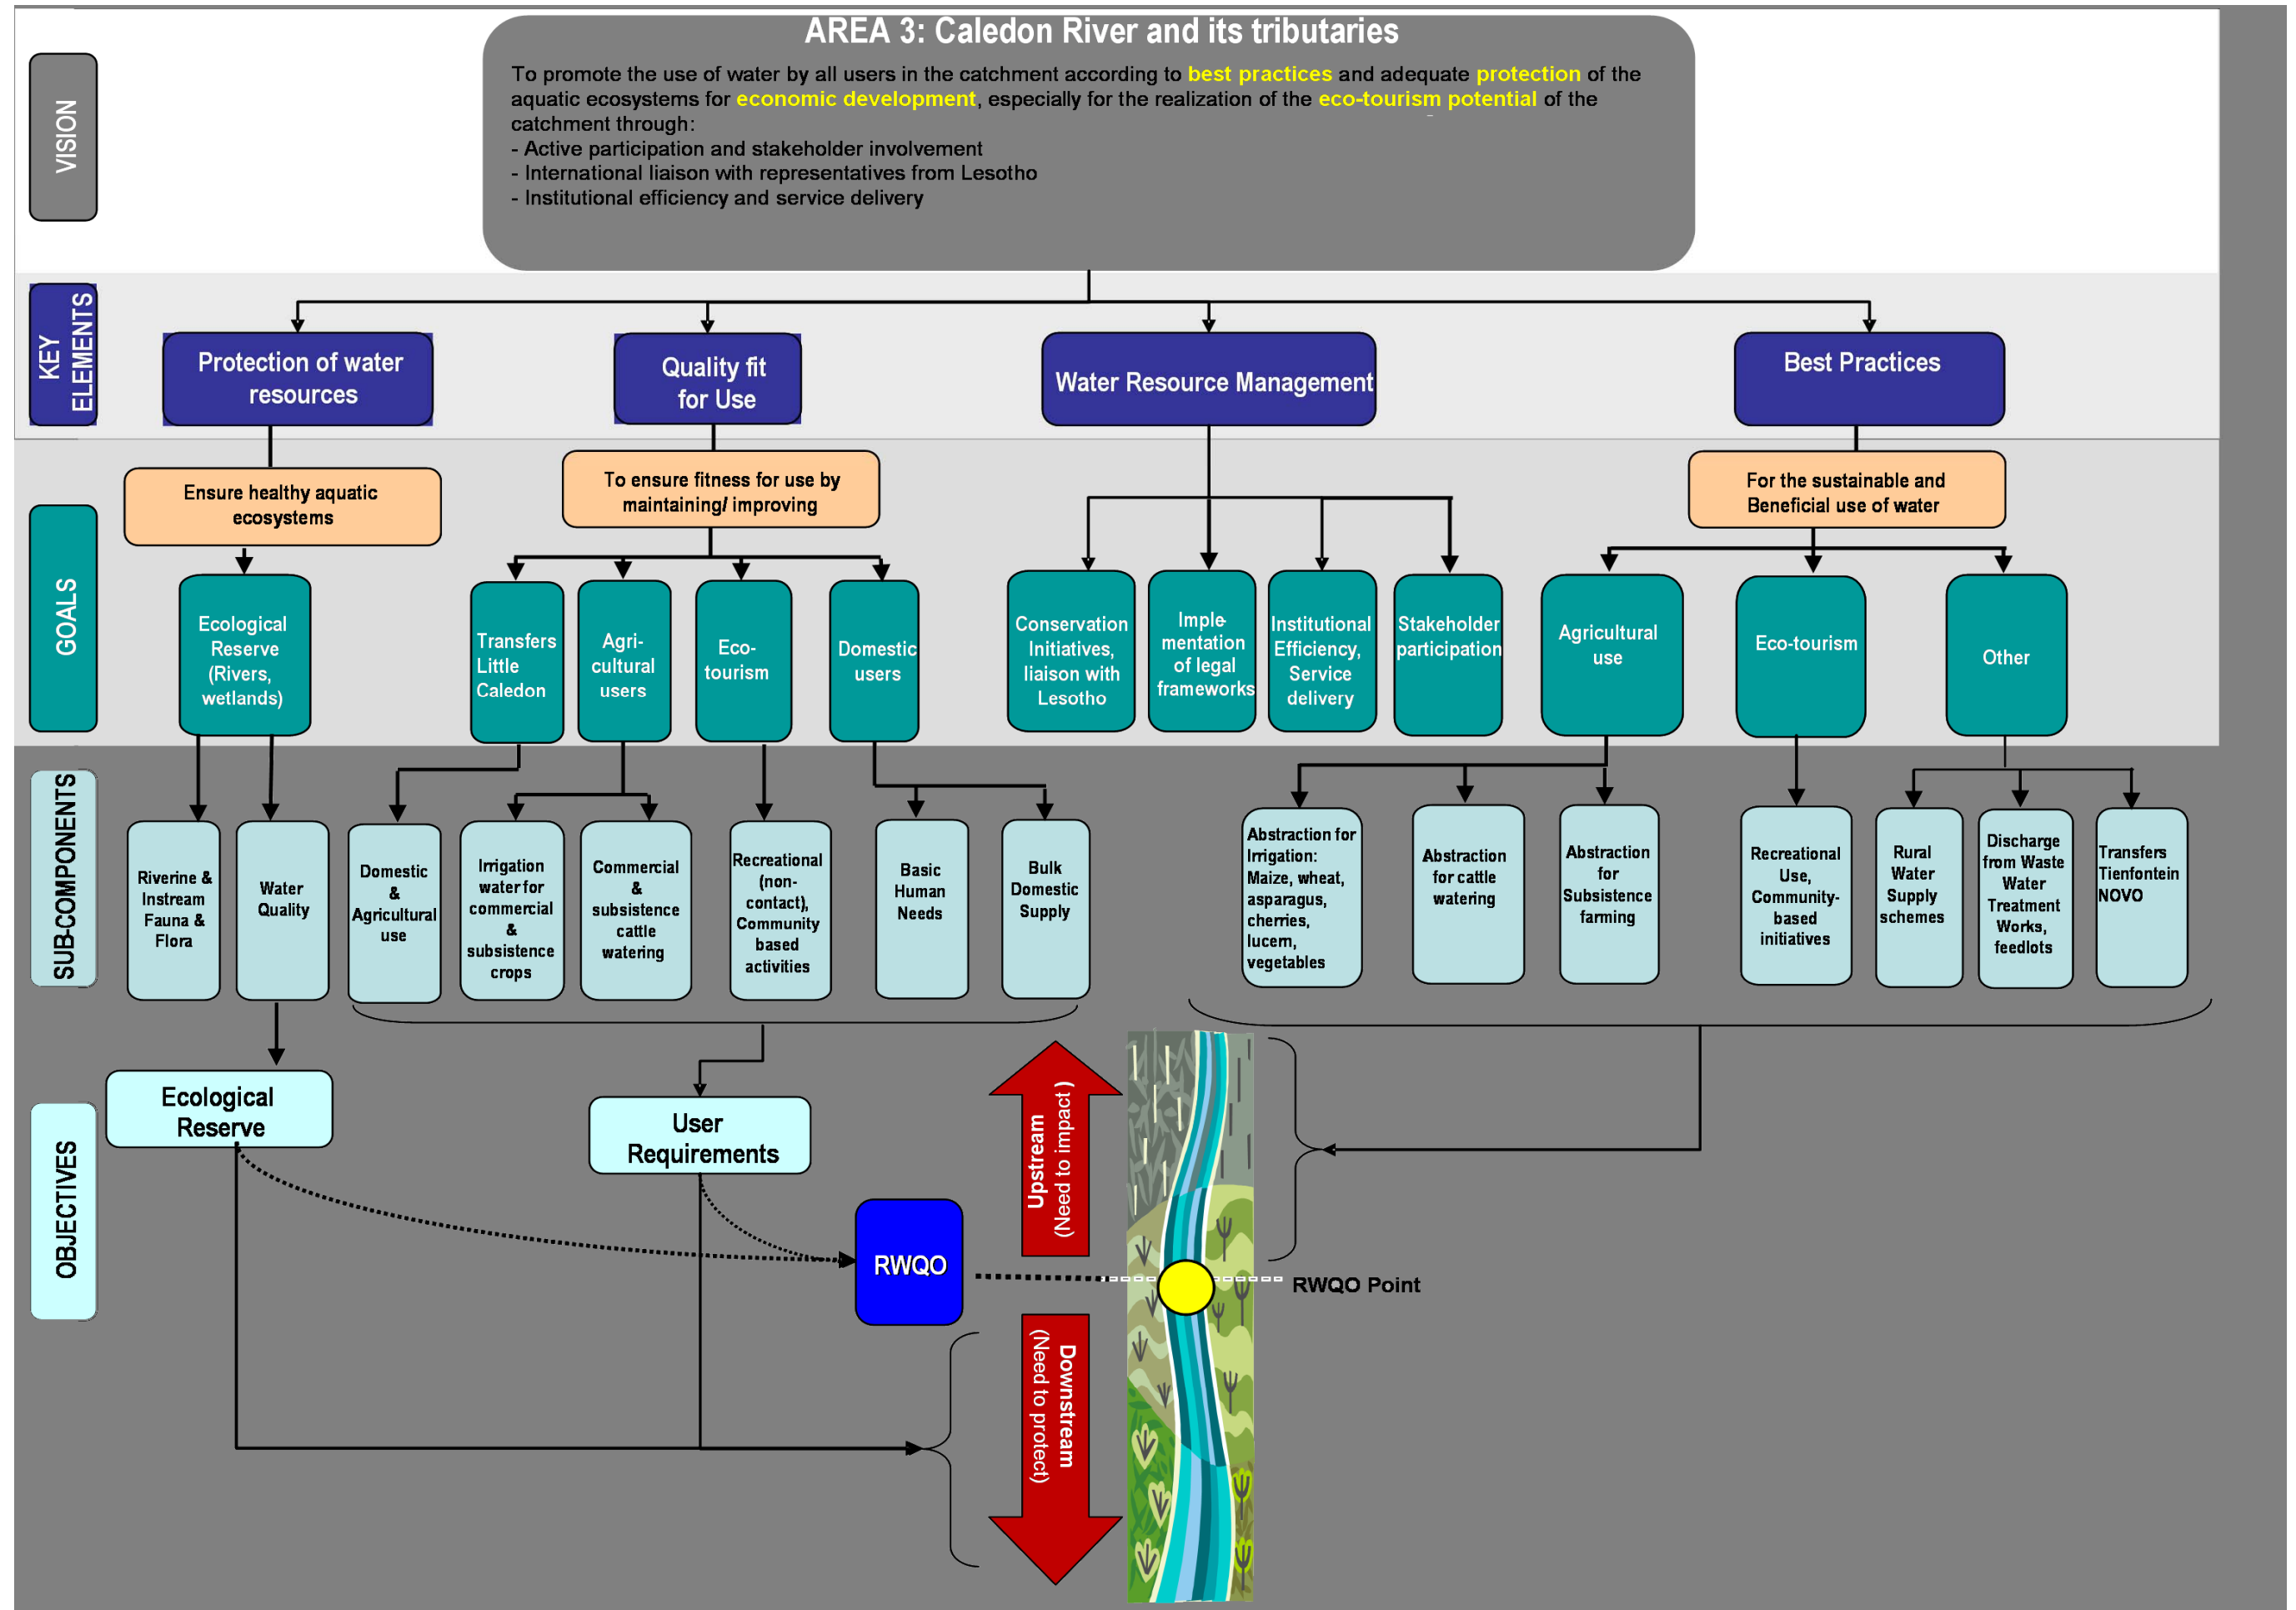 AREA 3: Caledon River and its tributaries
To promote the use of water by all users in the catchment according to best practices and adequate protection of the
aquatic ecosystems for economic development, especially for the realization of the eco-tourism potential of the
catchment through:
- Active participation and stakeholder involvement
- International liaison with representatives from Lesotho
- Institutional efficiency and service delivery
VISION
KEY
ELEMENTS
Protection of water
resources
Quality fit
for Use
Water Resource Management
Best Practices
GOALS
Ensure healthy aquatic
ecosystems
To ensure fitness for use by
maintaining/ improving
For the sustainable and
Beneficial use of water
Ecological
Reserve
(Rivers,
wetlands)
Transfers
Little
Caledon
Agri-
cultural
users
Eco-
tourism
Domestic
users
Conservation
Initiatives,
liaison with
Lesotho
Imple-
mentation
of legal
frameworks
Institutional
Efficiency,
Service
delivery
Stakeholder
participation
Agricultural
use
Eco-tourism
Other
SUB-COMPONENTS
Riverine &
Instream
Fauna &
Flora
Water
Quality
Domestic
&
Agricultural
use
Irrigation
water for
commercial
&
subsistence
crops
Commercial
&
subsistence
cattle
watering
Recreational
(non-
contact),
Community
based
activities
Basic
Human
Needs
Bulk
Domestic
Supply
Abstraction for
Irrigation:
Maize, wheat,
asparagus,
cherries,
lucern,
vegetables
Abstraction
for cattle
watering
Abstraction
for
Subsistence
farming
Recreational
Use,
Community-
based
initiatives
Rural
Water
Supply
schemes
Discharge
from Waste
Water
Treatment
Works,
feedlots
Transfers
Tienfontein
NOVO
OBJECTIVES
Ecological
Reserve
User
Requirements
RWQO
Upstream
(Need to impact)
RWQO Point
Downstream
(Need to protect)